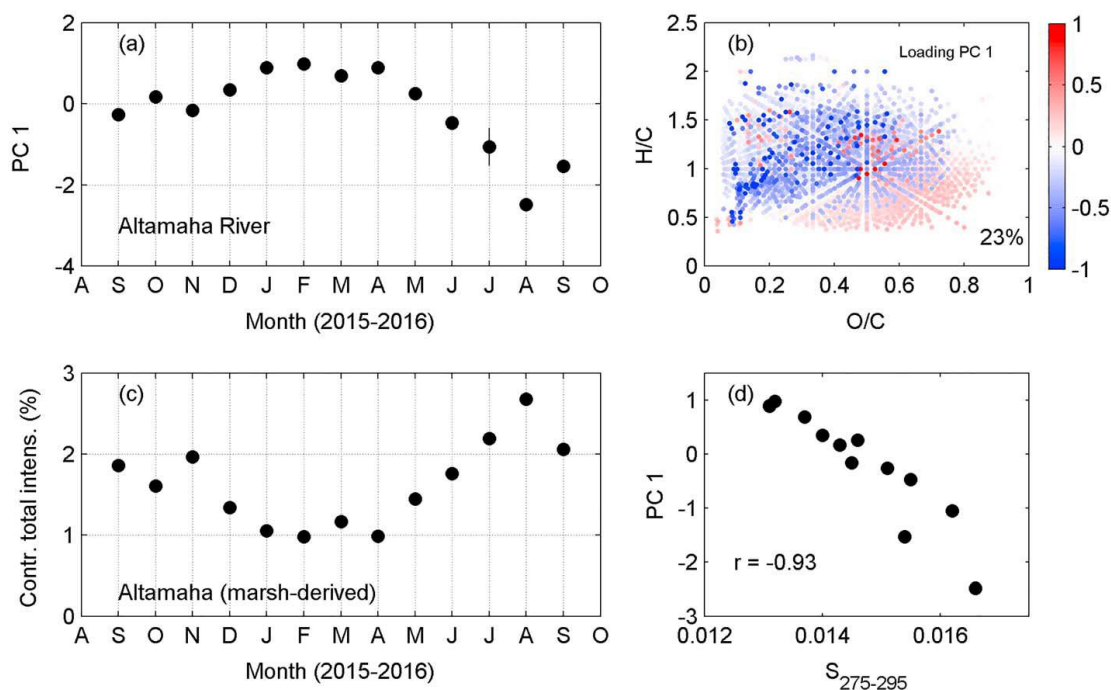 (a)
2
0
-2
-4
PC 1
Altamaha River
A S O N D J F M A M J J A S O
Month (2015-2016)
(b)
Loading PC 1
2.5
2
1.5
1
0.5
0
H/C
23%
0 0.2 0.4 0.6 0.8 1
O/C
1
0.5
0
-0.5
-1
(c)
3
2
1
0
Contr. total intens. (%)
Altamaha (marsh-derived)
A S O N D J F M A M J J A S O
Month (2015-2016)
(d)
1
0
-1
-2
-3
PC 1
r = -0.93
0.012 0.014 0.016
S275-295